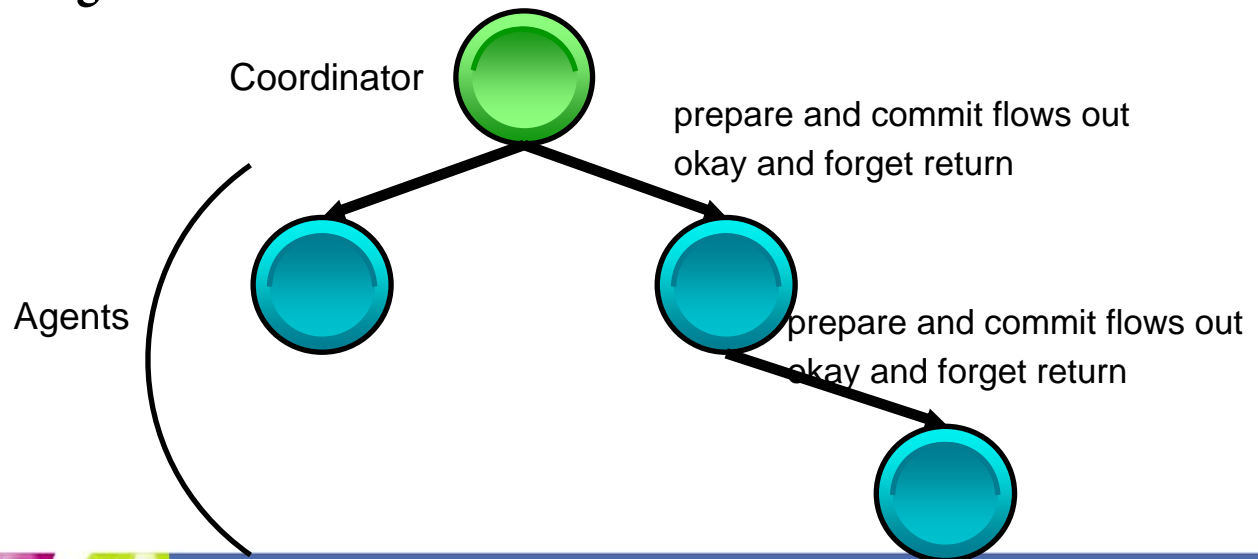 Coordinator
prepare and commit flows out
okay and forget return
Agents
prepare and commit flows out
okay and forget return